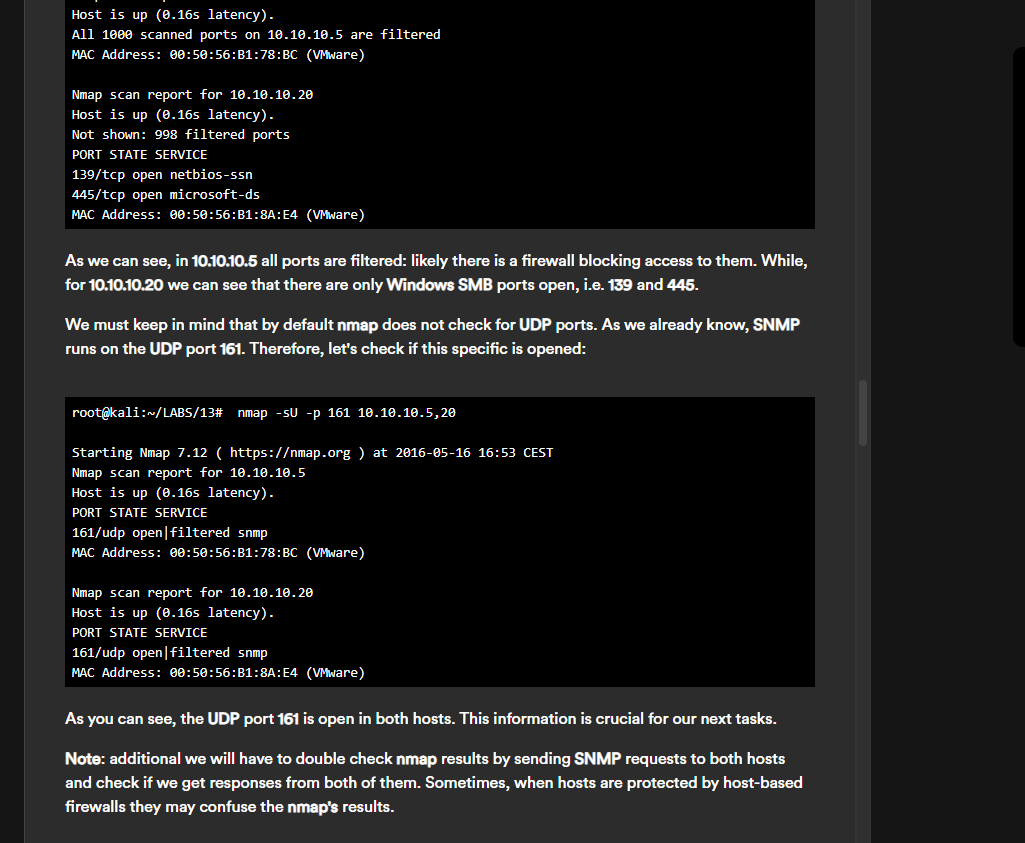 Host is up (0.16s latency).
All 1000 scanned ports on 10.10.10.5 are filtered
MAC Address: 00:50:56:B1:78:BC (VMware)
Nmap scan report for 10.10.10.20
Host is up (0.16s latency).
Not shown: 998 filtered ports
PORT STATE SERVICE
139/tcp open netbios-ssn
445/tcp open microsoft-ds
MAC Address: 00:50:56:B1:8A:E4 (VMware)
As we can see, in 10.10.10.5 all ports are filtered: likely there is a firewall blocking access to them. While,
for 10.10.10.20 we can see that there are only Windows SMB ports open, i.e. 139 and 445.
We must keep in mind that by default nmap does not check for UDP ports. As we already know, SNMP
runs on the UDP port 161. Therefore, let's check if this specific is opened:
root@kali:~/LABS/13#  nmap -sU -p 161 10.10.10.5,20
Starting Nmap 7.12 ( https://nmap.org ) at 2016-05-16 16:53 CEST
Nmap scan report for 10.10.10.5
Host is up (0.16s latency).
PORT STATE SERVICE
161/udp open|filtered snmp
MAC Address: 00:50:56:B1:78:BC (VMware)
Nmap scan report for 10.10.10.20
Host is up (0.16s latency).
PORT STATE SERVICE
161/udp open|filtered snmp
MAC Address: 00:50:56:B1:8A:E4 (VMware)
As you can see, the UDP port 161 is open in both hosts. This information is crucial for our next tasks.
Note: additional we will have to double check nmap results by sending SNMP requests to both hosts
and check if we get responses from both of them. Sometimes, when hosts are protected by host-based
firewalls they may confuse the nmap's results.